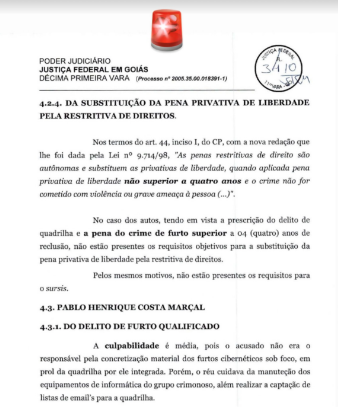 PODER JUDICIÁRIO
JUSTIÇA FEDERAL EM GOIÁS
DÉCIMA PRIMEIRA VARA (Processo nº 2005.35.00.018391-1)
4.2.4. DA SUBSTITUIÇÃO DA PENA PRIVATIVA DE LIBERDADE
PELA RESTRITIVA DE DIREITOS.
Nos termos do art. 44, inciso I, do CP, com a nova redação que
lhe foi dada pela Lei nº 9.714/98, "As penas restritivas de direito são
autônomas e substituem as privativas de liberdade, quando aplicada pena
privativa de liberdade não superior a quatro anos e o crime não for
cometido com violência ou grave ameaça à pessoa (...)".
No caso dos autos, tendo em vista a prescrição do delito de
quadrilha e a pena do crime de furto superior a 04 (quatro) anos de
reclusão, não estão presentes os requisitos objetivos para a substituição da
pena privativa de liberdade pela restritiva de direitos.
Pelos mesmos motivos, não estão presentes os requisitos para
o sursis.
4.3. PABLO HENRIQUE COSTA MARÇAL
4.3.1. DO DELITO DE FURTO QUALIFICADO
A culpabilidade é média, pois o acusado não era o
responsável pela concretização material dos furtos cibernéticos sob foco, em
prol da quadrilha por ele integrada. Porém, o réu cuidava da manuteção dos
equipamentos de informática do grupo criminoso, além realizar a captação de
listas de email's para a quadrilha.